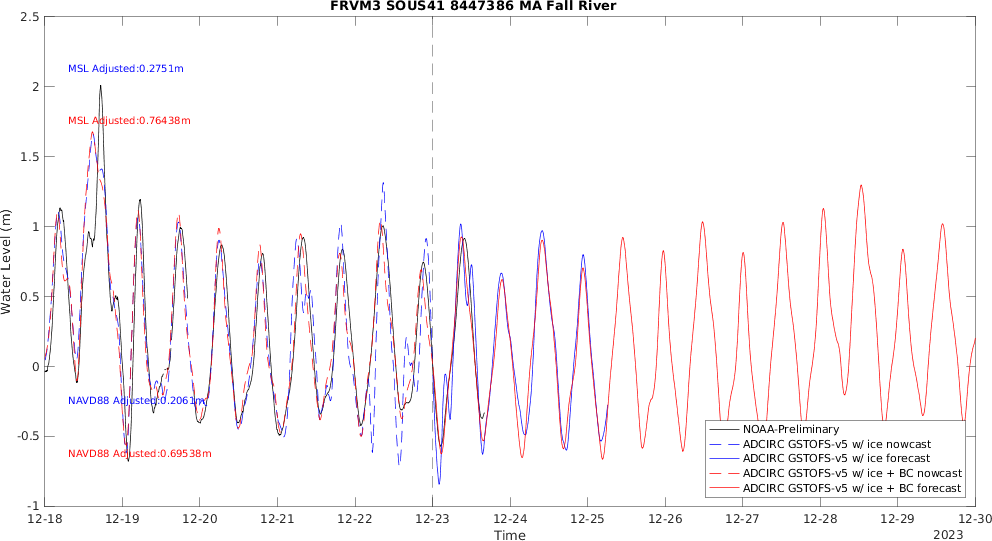 FRVM3 SOUS41 8447386 MA Fall River
2.5
2
1.5
1
0.5
0
-0.5
-1
Water Level (m)
MSL Adjusted:0.2751m
MSL Adjusted:0.76438m
NAVD88 Adjusted:0.2061m
NAVD88 Adjusted:0.69538m
NOAA-Preliminary
ADCIRC GSTOFS-v5 w/ ice nowcast
ADCIRC GSTOFS-v5 w/ ice forecast
ADCIRC GSTOFS-v5 w/ ice + BC nowcast
ADCIRC GSTOFS-v5 w/ ice + BC forecast
12-18 12-19 12-20 12-21 12-22 12-23 12-24 12-25 12-26 12-27 12-28 12-29 12-30
Time
2023